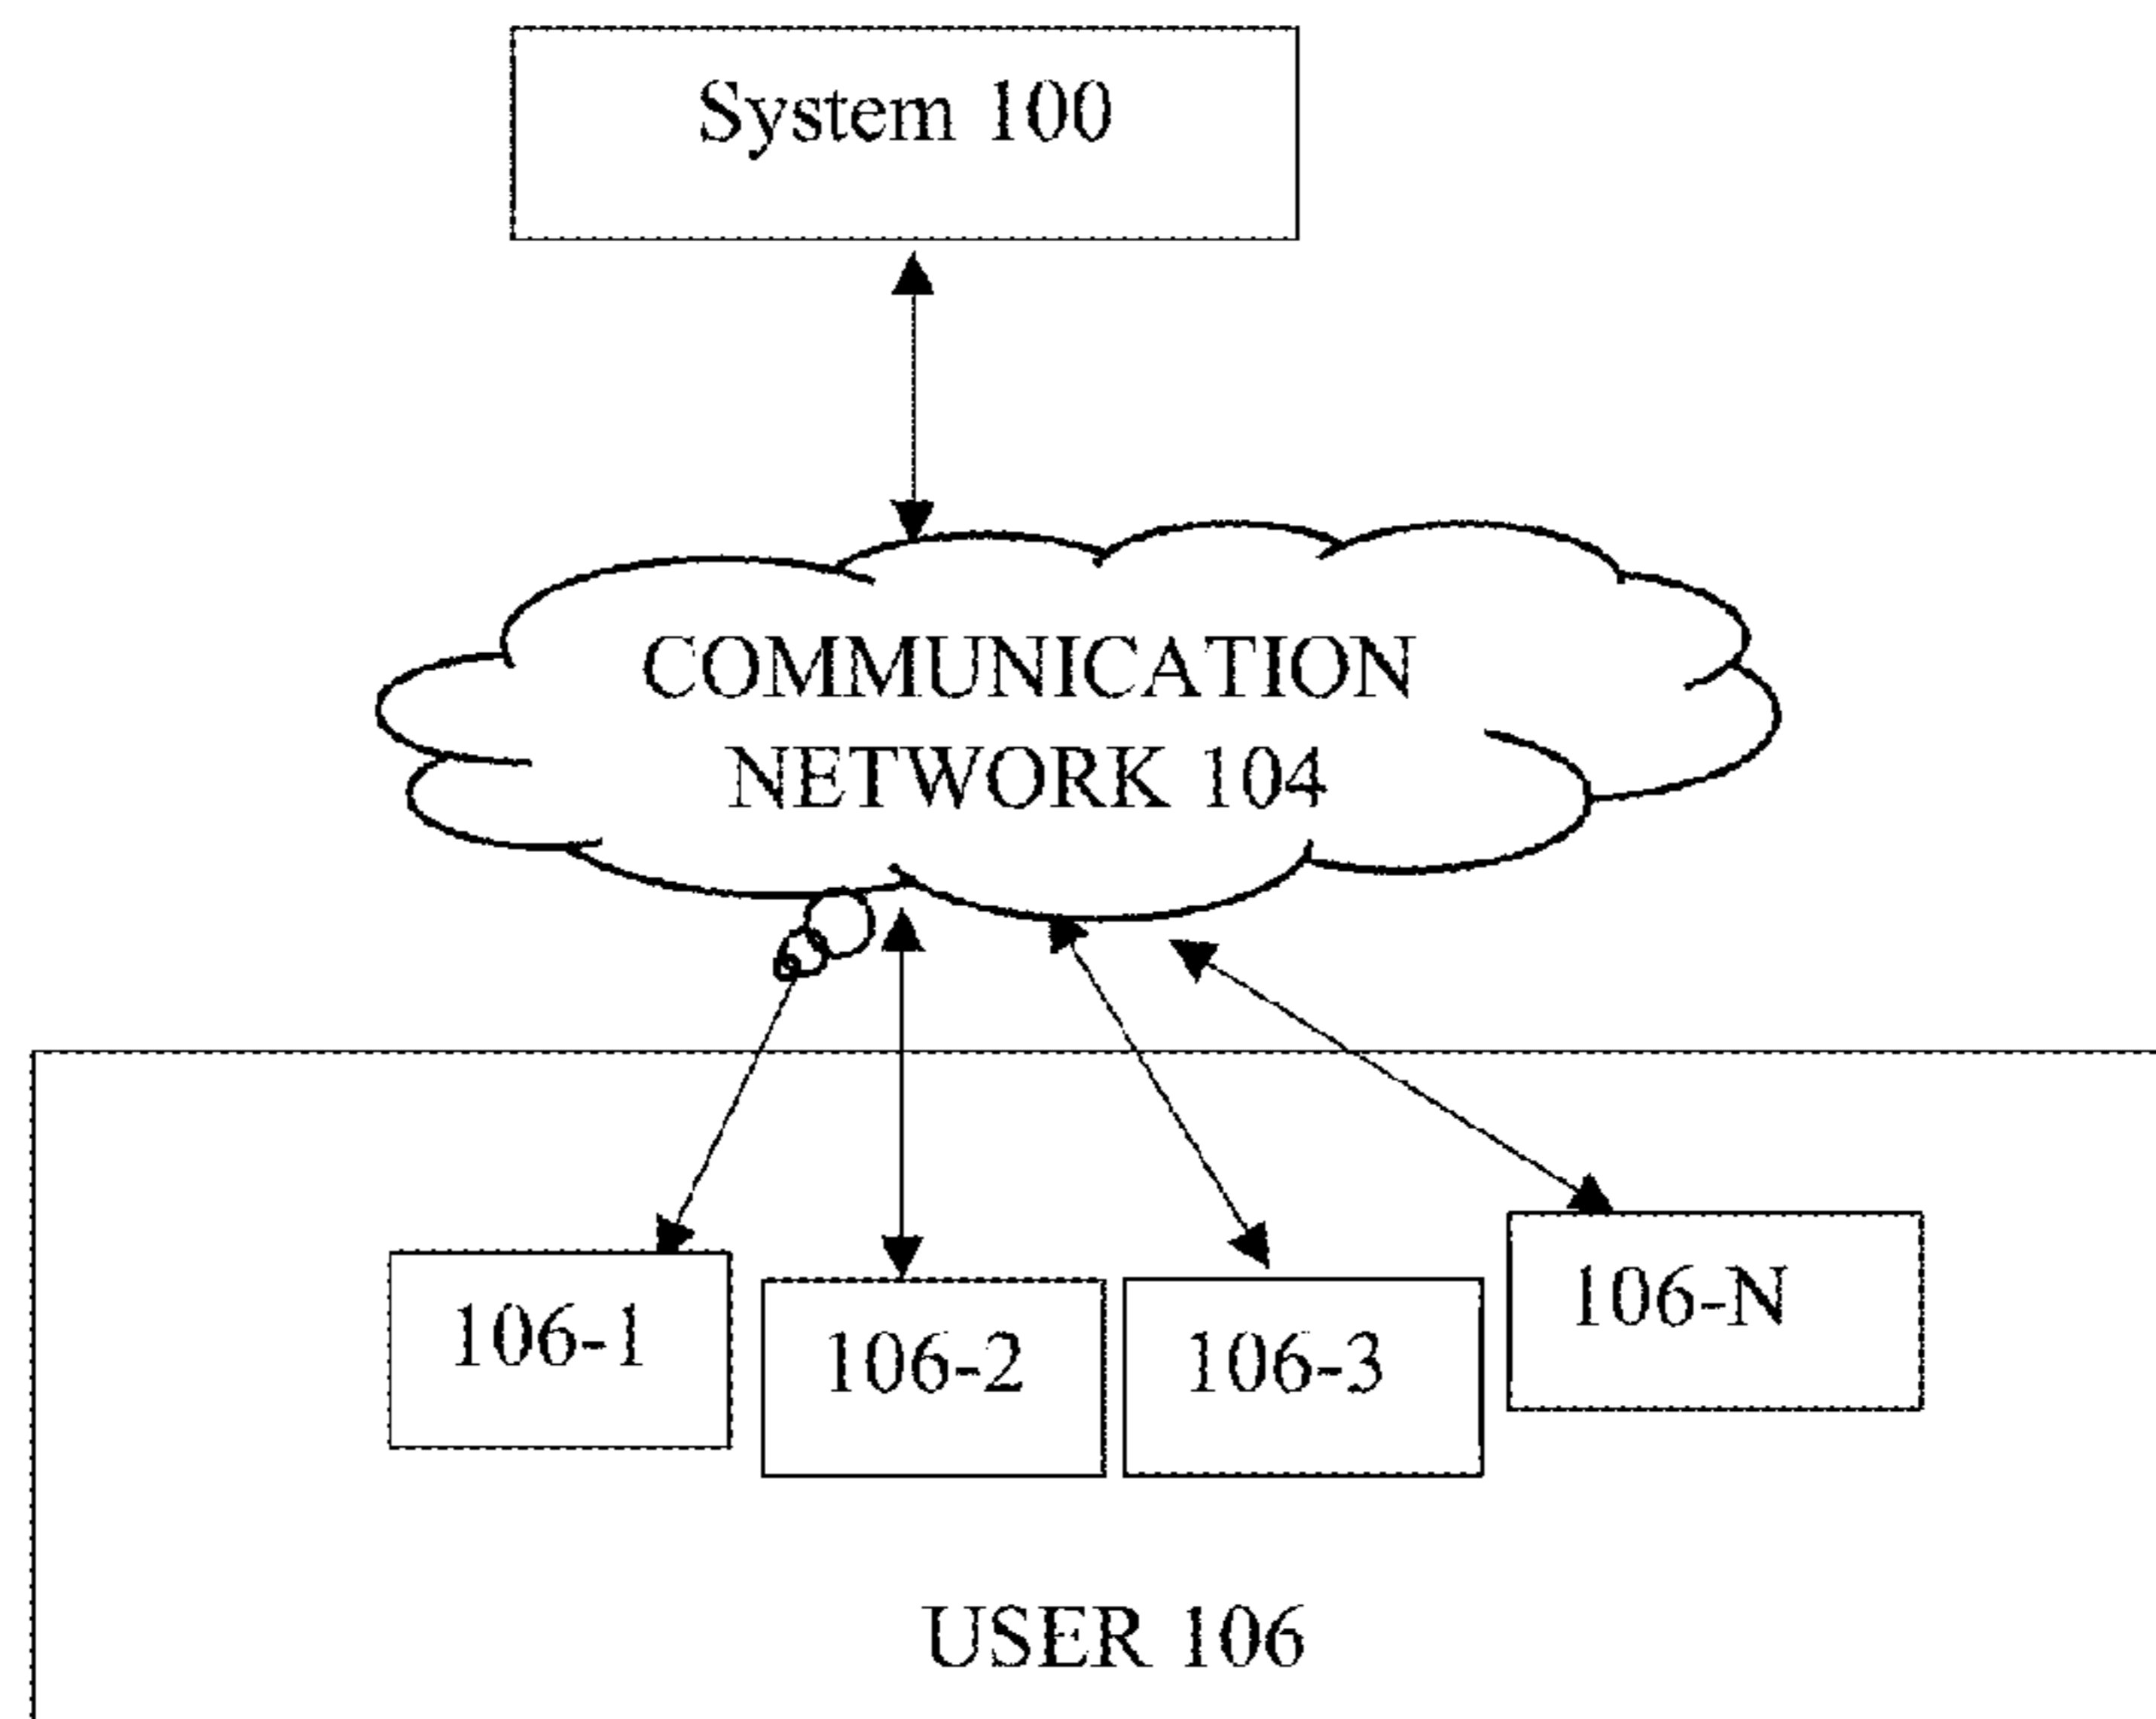 System 100
COMMUNICATION
NETWORK 104
106-1
106-2
106-3
106-N
USER 106